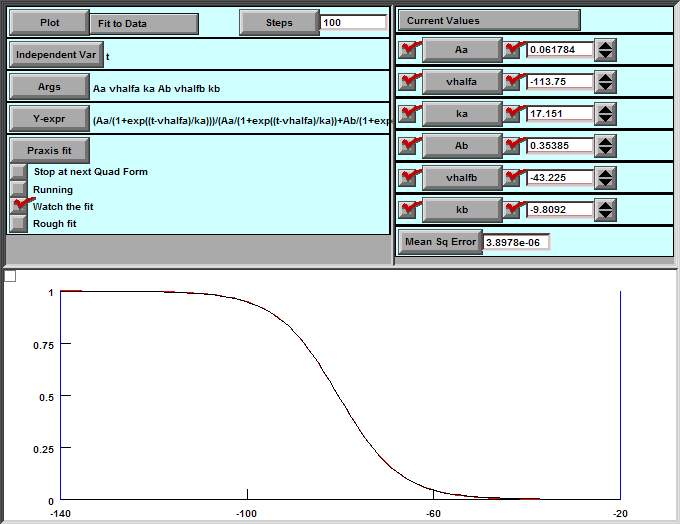 Plot Fit to Data Steps 100
Independent Var t
Args Aa vhalfa ka Ab vhalfb kb
Y-expr (Aa/(1+exp((t-vhalfa)/ka)))/(Aa/(1+exp((t-vhalfa)/ka))+Ab/(1+exp
Praxis fit
Stop at next Quad Form
Running
Watch the fit
Rough fit
Current Values
Aa 0.061784
vhalfa -113.75
ka 17.151
Ab 0.35385
vhalfb -43.225
kb -9.8092
Mean Sq Error 3.8978e-06
1
0.75
0.5
0.25
0
-140 -100 -60 -20